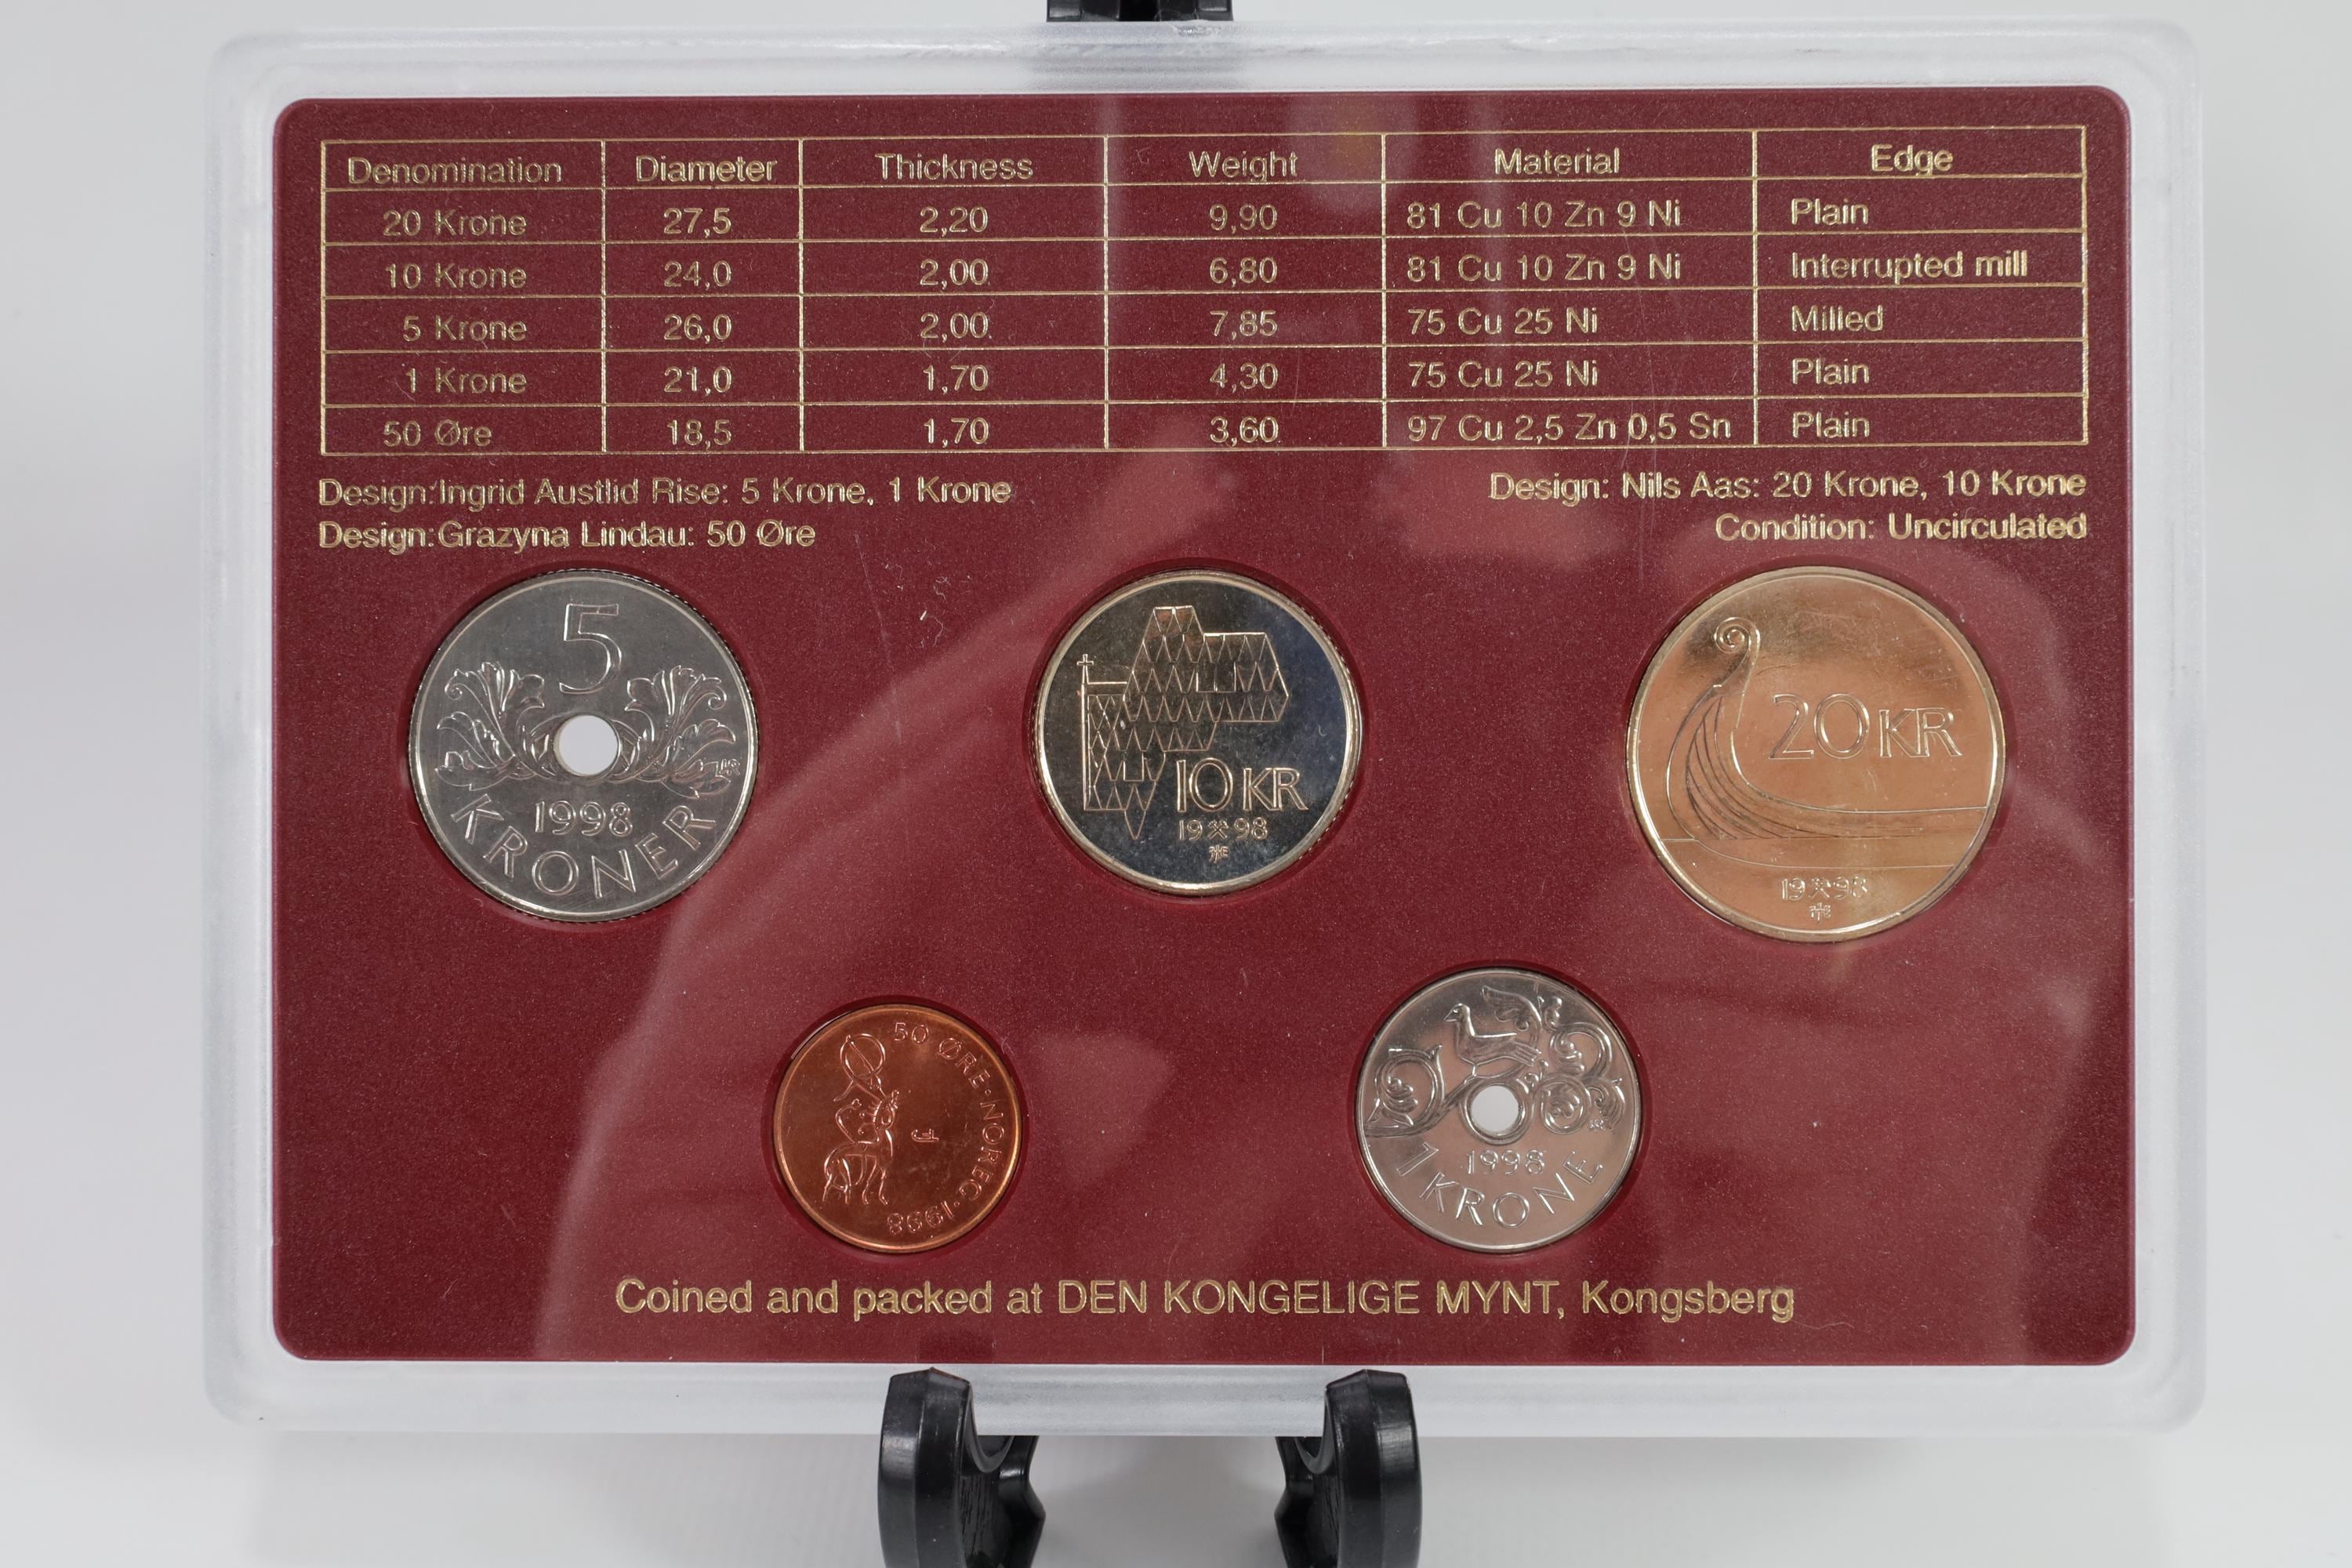 Denomination Diameter Thickness Weight Material Edge
20 Krone 27,5 2,20 9,90 81 Cu 10 Zn 9 Ni Plain
10 Krone 24,0 2,00 6,80 81 Cu 10 Zn 9 Ni Interrupted mill
5 Krone 26,0 2,00 7,85 75 Cu 25 Ni Milled
1 Krone 21,0 1,70 4,30 75 Cu 25 Ni Plain
50 Øre 18,5 1,70 3,60 97 Cu 2,5 Zn 0,5 Sn Plain
Design: Ingrid Austlid Rise: 5 Krone, 1 Krone
Design: Grazyna Lindau: 50 Øre
Design: Nils Aas: 20 Krone, 10 Krone
Condition: Uncirculated
5
1998
KRONER
10 KR
19 98
20 KR
19 98
50 ØRE · NOREG · 1998
1998
1 KRONE
Coined and packed at DEN KONGELIGE MYNT, Kongsberg